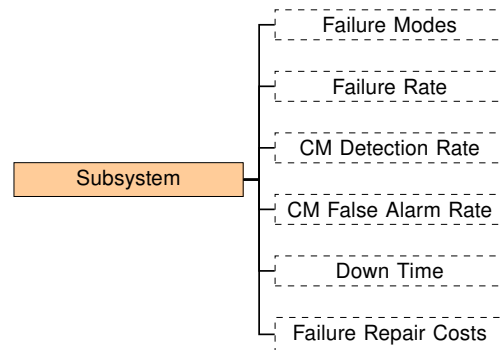 Failure Modes
Failure Rate
CM Detection Rate
Subsystem
CM False Alarm Rate
Down Time
Failure Repair Costs